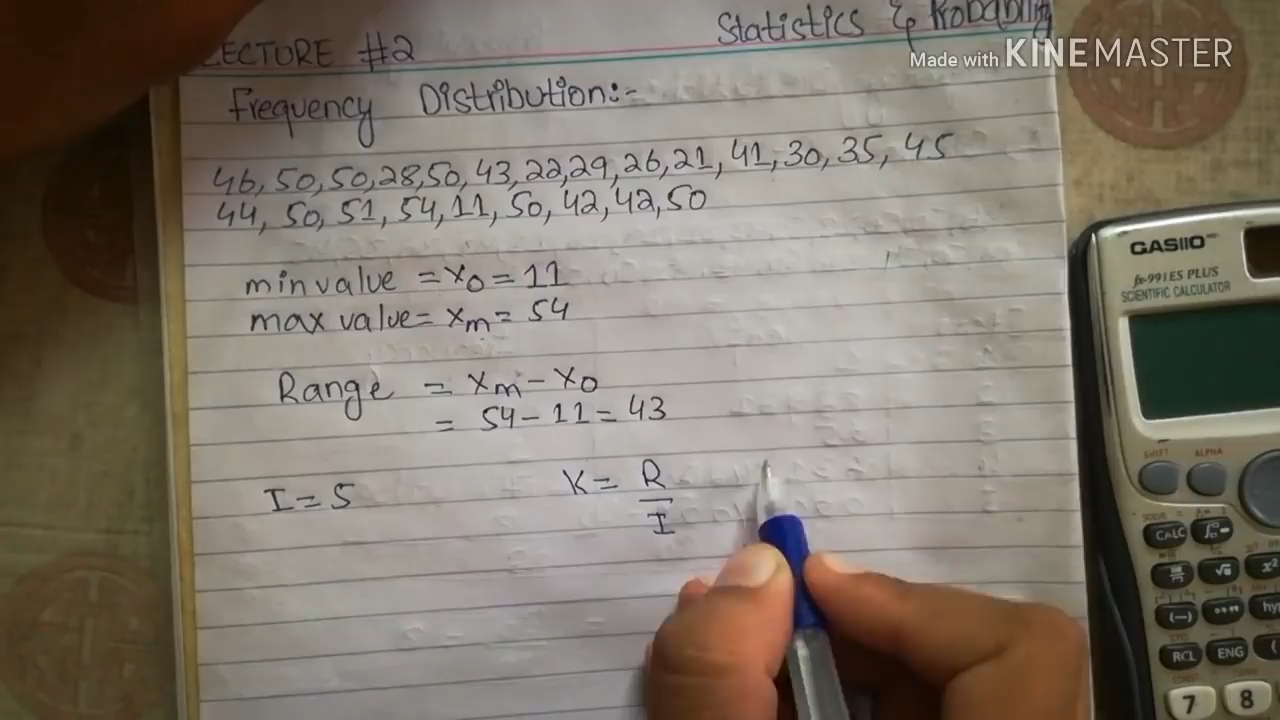 LECTURE #2
Statistics & Probability
Made with KINEMASTER
Frequency Distribution:-
46, 50, 50, 28, 50, 43, 22, 29, 26, 21, 41, 30, 35, 45
44, 50, 51, 54, 11, 50, 42, 42, 50
min value = x0 = 11
max value = xm = 54
Range = xm - x0
= 54 - 11 = 43
I = 5
K = R
I
CASIIO
fx-991ES PLUS
SCIENTIFIC CALCULATOR
SHIFT ALPHA
CALC
(-)
RCL ENG
7 8